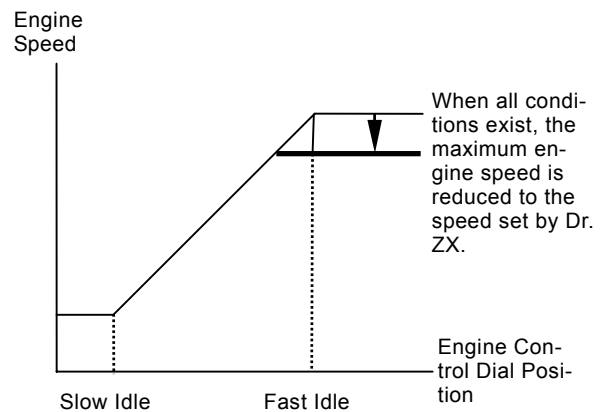 Engine
Speed
When all condi-
tions exist, the
maximum en-
gine speed is
reduced to the
speed set by Dr.
ZX.
Engine Con-
trol Dial Posi-
tion
Slow Idle
Fast Idle